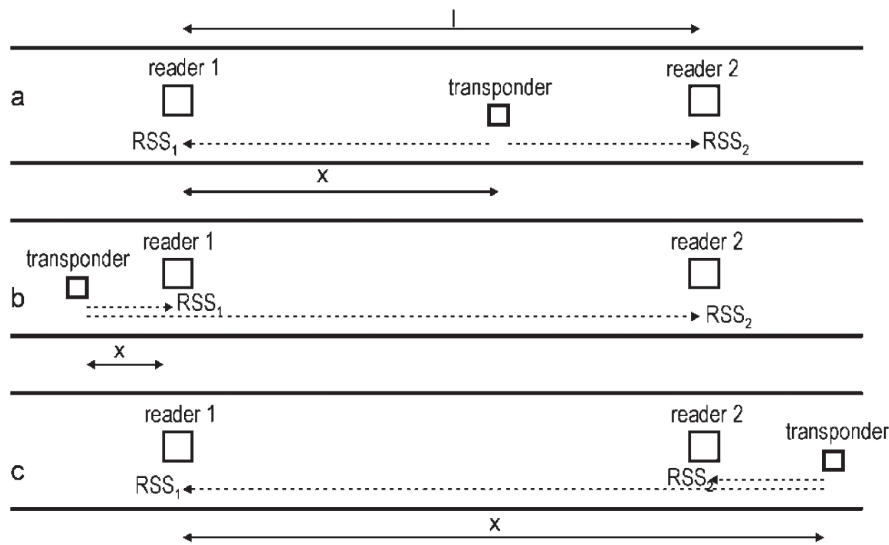 l
reader 1 reader 2
transponder
a
RSS₁ RSS₂
x
reader 1 reader 2
transponder
b
RSS₁
RSS₂
x
reader 1 reader 2
transponder
c
RSS₁ RSS₂
x